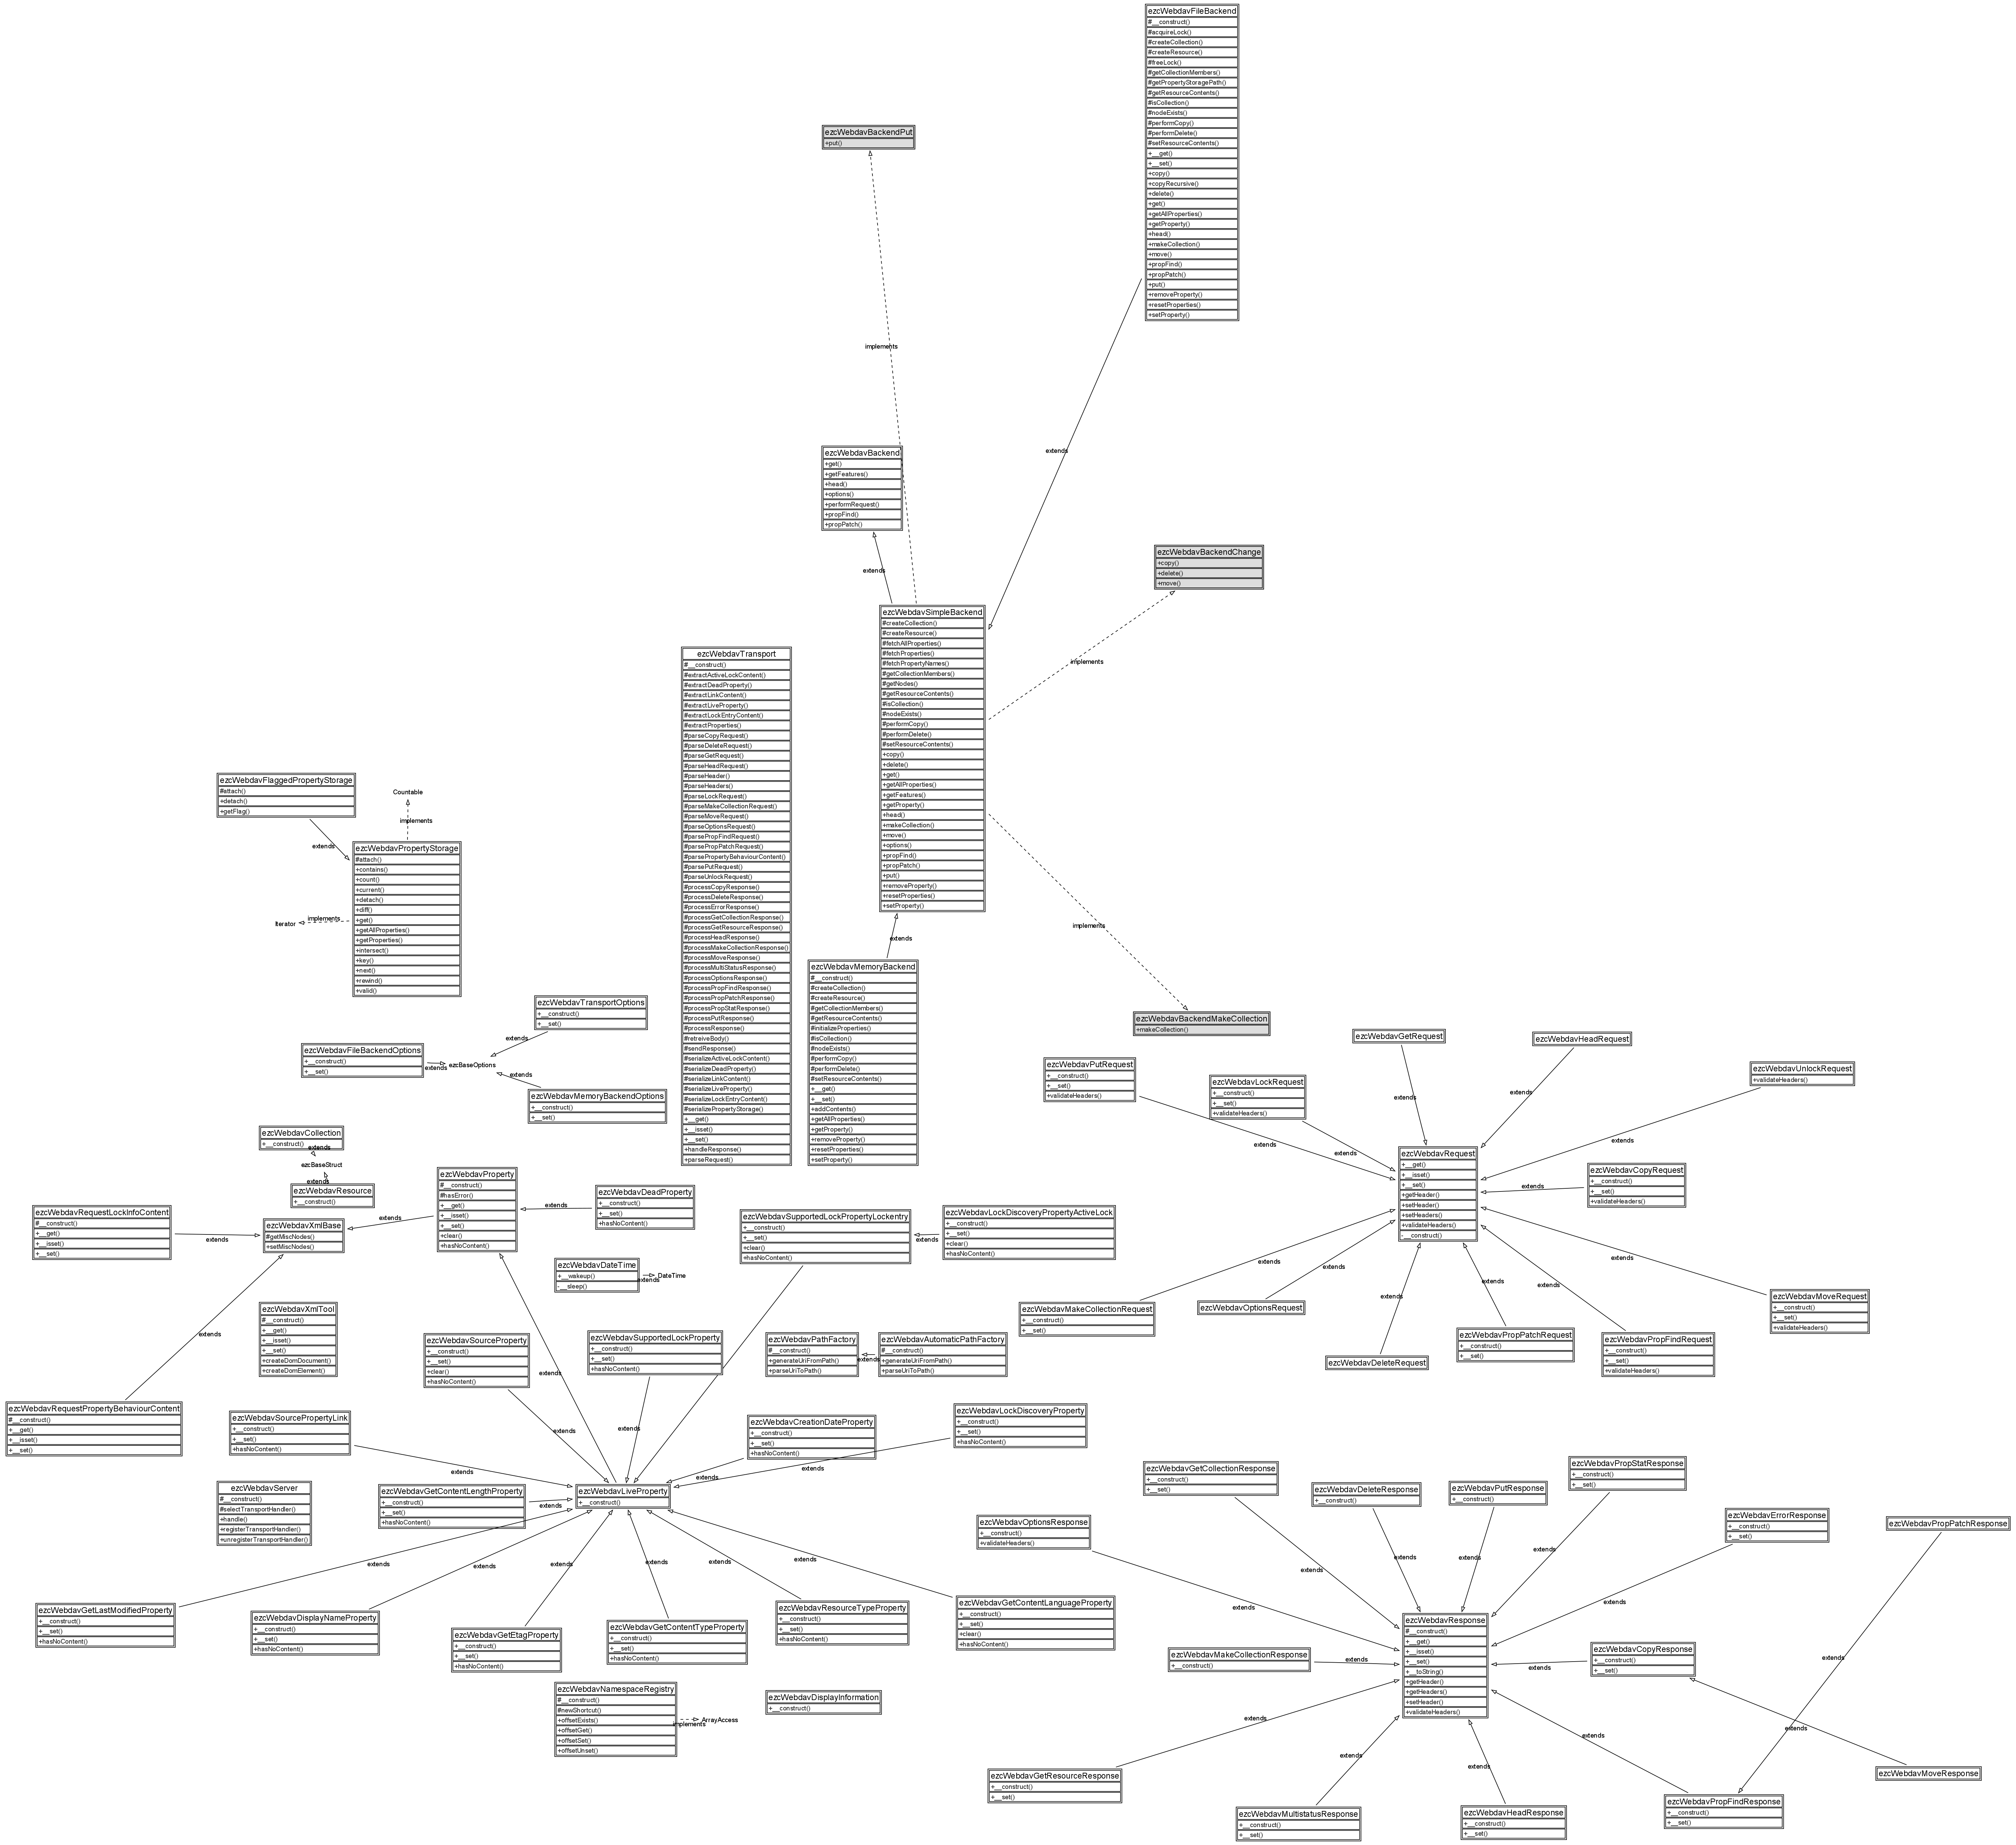 ezcWebdavFileBackend
#__construct()
#acquireLock()
#createCollection()
#createResource()
#freeLock()
#getCollectionMembers()
#getPropertyStoragePath()
#getResourceContents()
#isCollection()
#nodeExists()
#performCopy()
#performDelete()
#setResourceContents()
+__get()
+__set()
+copy()
+copyRecursive()
+delete()
+get()
+getAllProperties()
+getProperty()
+head()
+makeCollection()
+move()
+propFind()
+propPatch()
+put()
+removeProperty()
+resetProperties()
+setProperty()
ezcWebdavBackendPut
+put()
implements
extends
ezcWebdavBackend
+get()
+getFeatures()
+head()
+options()
+performRequest()
+propFind()
+propPatch()
extends
ezcWebdavBackendChange
+copy()
+delete()
+move()
implements
ezcWebdavSimpleBackend
#createCollection()
#createResource()
#fetchAllProperties()
#fetchProperties()
#fetchPropertyNames()
#getCollectionMembers()
#getNodes()
#getResourceContents()
#isCollection()
#nodeExists()
#performCopy()
#performDelete()
#setResourceContents()
+copy()
+delete()
+get()
+getAllProperties()
+getFeatures()
+getProperty()
+head()
+makeCollection()
+move()
+options()
+propFind()
+propPatch()
+put()
+removeProperty()
+resetProperties()
+setProperty()
implements
extends
ezcWebdavTransport
#__construct()
#extractActiveLockContent()
#extractDeadProperty()
#extractLinkContent()
#extractLiveProperty()
#extractLockEntryContent()
#extractProperties()
#parseCopyRequest()
#parseDeleteRequest()
#parseGetRequest()
#parseHeadRequest()
#parseHeader()
#parseHeaders()
#parseLockRequest()
#parseMakeCollectionRequest()
#parseMoveRequest()
#parseOptionsRequest()
#parsePropFindRequest()
#parsePropPatchRequest()
#parsePropertyBehaviourContent()
#parsePutRequest()
#parseUnlockRequest()
#processCopyResponse()
#processDeleteResponse()
#processErrorResponse()
#processGetCollectionResponse()
#processGetResourceResponse()
#processHeadResponse()
#processMakeCollectionResponse()
#processMoveResponse()
#processMultiStatusResponse()
#processOptionsResponse()
#processPropFindResponse()
#processPropPatchResponse()
#processPropStatResponse()
#processPutResponse()
#processResponse()
#retreiveBody()
#sendResponse()
#serializeActiveLockContent()
#serializeDeadProperty()
#serializeLinkContent()
#serializeLiveProperty()
#serializeLockEntryContent()
#serializePropertyStorage()
+__get()
+__isset()
+__set()
+handleResponse()
+parseRequest()
ezcWebdavFlaggedPropertyStorage
#attach()
+detach()
+getFlag()
extends
Countable
implements
ezcWebdavPropertyStorage
#attach()
+contains()
+count()
+current()
+detach()
+diff()
+get()
+getAllProperties()
+getProperties()
+intersect()
+key()
+next()
+rewind()
+valid()
Iterator
implements
ezcWebdavMemoryBackend
#__construct()
#createCollection()
#createResource()
#getCollectionMembers()
#getResourceContents()
#initializeProperties()
#isCollection()
#nodeExists()
#performCopy()
#performDelete()
#setResourceContents()
+__get()
+__set()
+addContents()
+getAllProperties()
+getProperty()
+removeProperty()
+resetProperties()
+setProperty()
ezcWebdavBackendMakeCollection
+makeCollection()
ezcWebdavTransportOptions
+__construct()
+__set()
extends
ezcWebdavFileBackendOptions
+__construct()
+__set()
extends
ezcBaseOptions
extends
ezcWebdavMemoryBackendOptions
+__construct()
+__set()
ezcWebdavGetRequest
ezcWebdavHeadRequest
ezcWebdavPutRequest
+__construct()
+__set()
+validateHeaders()
ezcWebdavLockRequest
+__construct()
+__set()
+validateHeaders()
ezcWebdavUnlockRequest
+validateHeaders()
extends
extends
extends
extends
extends
ezcWebdavRequest
+__get()
+__isset()
+__set()
+getHeader()
+setHeader()
+setHeaders()
+validateHeaders()
-__construct()
extends
ezcWebdavCopyRequest
+__construct()
+__set()
+validateHeaders()
ezcWebdavCollection
+__construct()
extends
ezcBaseStruct
extends
ezcWebdavResource
+__construct()
ezcWebdavProperty
#__construct()
#hasError()
+__get()
+__isset()
+__set()
+clear()
+hasNoContent()
extends
ezcWebdavDeadProperty
+__construct()
+__set()
+hasNoContent()
ezcWebdavRequestLockInfoContent
#__construct()
+__get()
+__isset()
+__set()
extends
ezcWebdavXmlBase
#getMiscNodes()
+setMiscNodes()
extends
ezcWebdavSupportedLockPropertyLockentry
+__construct()
+__set()
+clear()
+hasNoContent()
extends
ezcWebdavLockDiscoveryPropertyActiveLock
+__construct()
+__set()
+clear()
+hasNoContent()
ezcWebdavDateTime
+__wakeup()
-__sleep()
extends
DateTime
extends
extends
extends
extends
extends
extends
ezcWebdavMakeCollectionRequest
+__construct()
+__set()
ezcWebdavOptionsRequest
ezcWebdavDeleteRequest
ezcWebdavPropPatchRequest
+__construct()
+__set()
ezcWebdavPropFindRequest
+__construct()
+__set()
+validateHeaders()
ezcWebdavMoveRequest
+__construct()
+__set()
+validateHeaders()
ezcWebdavXmlTool
#__construct()
+__get()
+__isset()
+__set()
+createDomDocument()
+createDomElement()
extends
ezcWebdavSourceProperty
+__construct()
+__set()
+clear()
+hasNoContent()
ezcWebdavSupportedLockProperty
+__construct()
+__set()
+hasNoContent()
ezcWebdavPathFactory
#__construct()
+generateUriFromPath()
+parseUriToPath()
extends
ezcWebdavAutomaticPathFactory
#__construct()
+generateUriFromPath()
+parseUriToPath()
extends
ezcWebdavRequestPropertyBehaviourContent
#__construct()
+__get()
+__isset()
+__set()
ezcWebdavSourcePropertyLink
+__construct()
+__set()
+hasNoContent()
extends
extends
extends
ezcWebdavCreationDateProperty
+__construct()
+__set()
+hasNoContent()
extends
ezcWebdavLockDiscoveryProperty
+__construct()
+__set()
+hasNoContent()
extends
ezcWebdavServer
#__construct()
#selectTransportHandler()
+handle()
+registerTransportHandler()
+unregisterTransportHandler()
ezcWebdavGetContentLengthProperty
+__construct()
+__set()
+hasNoContent()
extends
ezcWebdavLiveProperty
+__construct()
extends
extends
extends
extends
extends
extends
ezcWebdavGetLastModifiedProperty
+__construct()
+__set()
+hasNoContent()
ezcWebdavDisplayNameProperty
+__construct()
+__set()
+hasNoContent()
ezcWebdavGetEtagProperty
+__construct()
+__set()
+hasNoContent()
ezcWebdavGetContentTypeProperty
+__construct()
+__set()
+hasNoContent()
ezcWebdavResourceTypeProperty
+__construct()
+__set()
+hasNoContent()
ezcWebdavGetContentLanguageProperty
+__construct()
+__set()
+clear()
+hasNoContent()
ezcWebdavGetCollectionResponse
+__construct()
+__set()
ezcWebdavDeleteResponse
+__construct()
ezcWebdavPutResponse
+__construct()
ezcWebdavPropStatResponse
+__construct()
+__set()
ezcWebdavOptionsResponse
+__construct()
+validateHeaders()
ezcWebdavErrorResponse
+__construct()
+__set()
ezcWebdavPropPatchResponse
extends
extends
extends
extends
extends
extends
ezcWebdavResponse
#__construct()
+__get()
+__isset()
+__set()
+__toString()
+getHeader()
+getHeaders()
+setHeader()
+validateHeaders()
ezcWebdavMakeCollectionResponse
+__construct()
extends
extends
ezcWebdavCopyResponse
+__construct()
+__set()
ezcWebdavNamespaceRegistry
#__construct()
#newShortcut()
+offsetExists()
+offsetGet()
+offsetSet()
+offsetUnset()
implements
ArrayAccess
ezcWebdavDisplayInformation
+__construct()
extends
extends
extends
extends
extends
extends
ezcWebdavGetResourceResponse
+__construct()
+__set()
ezcWebdavMultistatusResponse
+__construct()
+__set()
ezcWebdavHeadResponse
+__construct()
+__set()
ezcWebdavPropFindResponse
+__construct()
+__set()
ezcWebdavMoveResponse